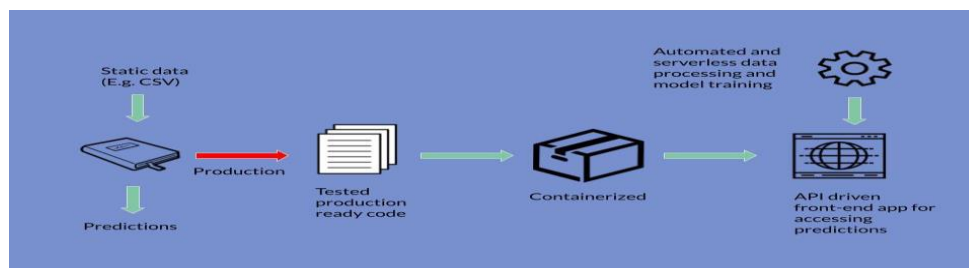 Static data
(E.g. CSV)
Predictions
Production
Tested
production
ready code
Containerized
Automated and
serverless data
processing and
model training
API driven
front-end app for
accessing
predictions